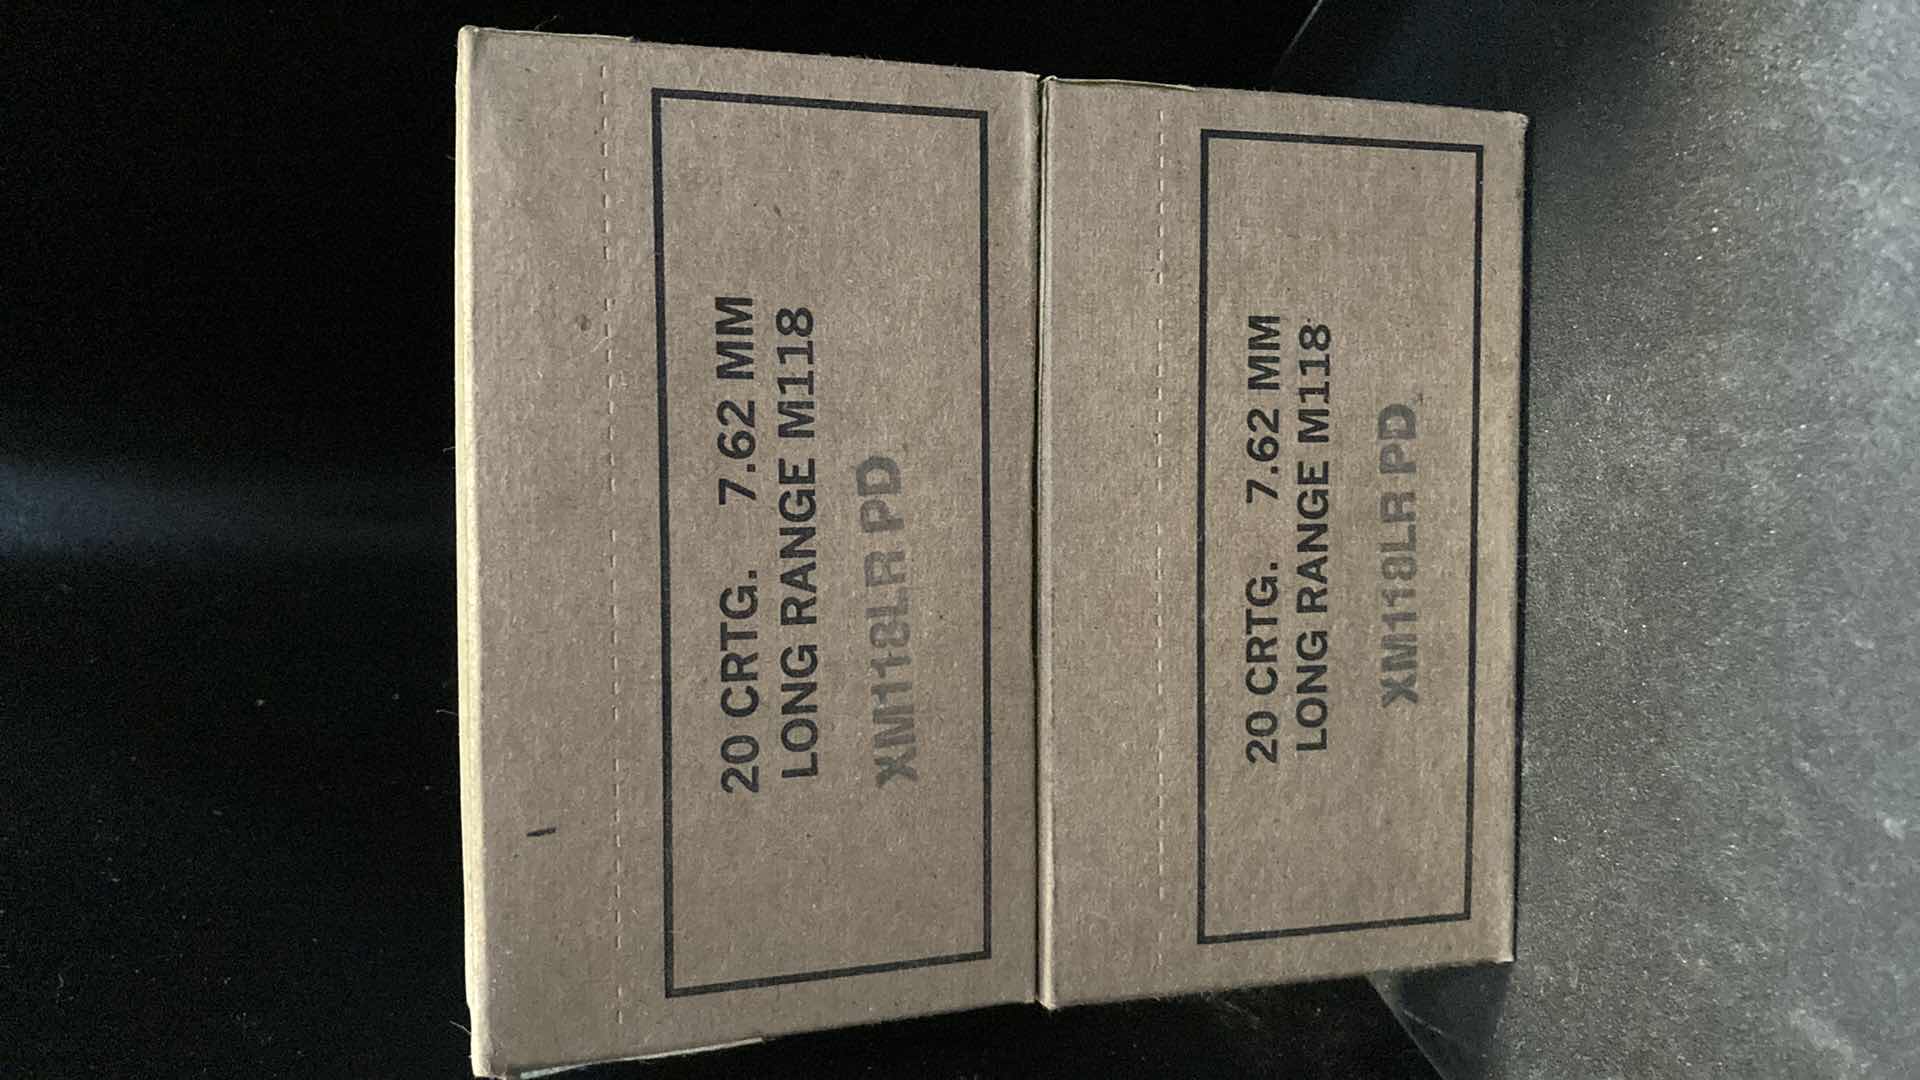 20 CRTG. 7.62 MM
LONG RANGE M118
XM118LR PD
20 CRTG. 7.62 MM
LONG RANGE M118
XM118LR PD